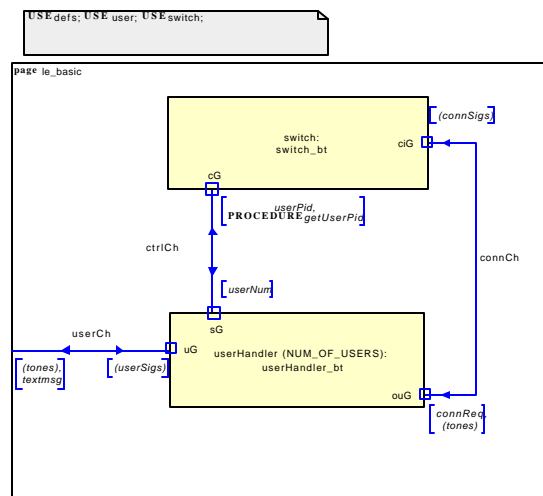 USE defs; USE user; USE switch;
page le_basic
switch:
switch_bt
(connSigs)
ciG
cG
userPid,
PROCEDURE getUserPid
ctrlCh
connCh
userNum
sG
userCh
uG
userHandler (NUM_OF_USERS):
userHandler_bt
(tones),
textmsg
(userSigs)
ouG
connReq,
(tones)